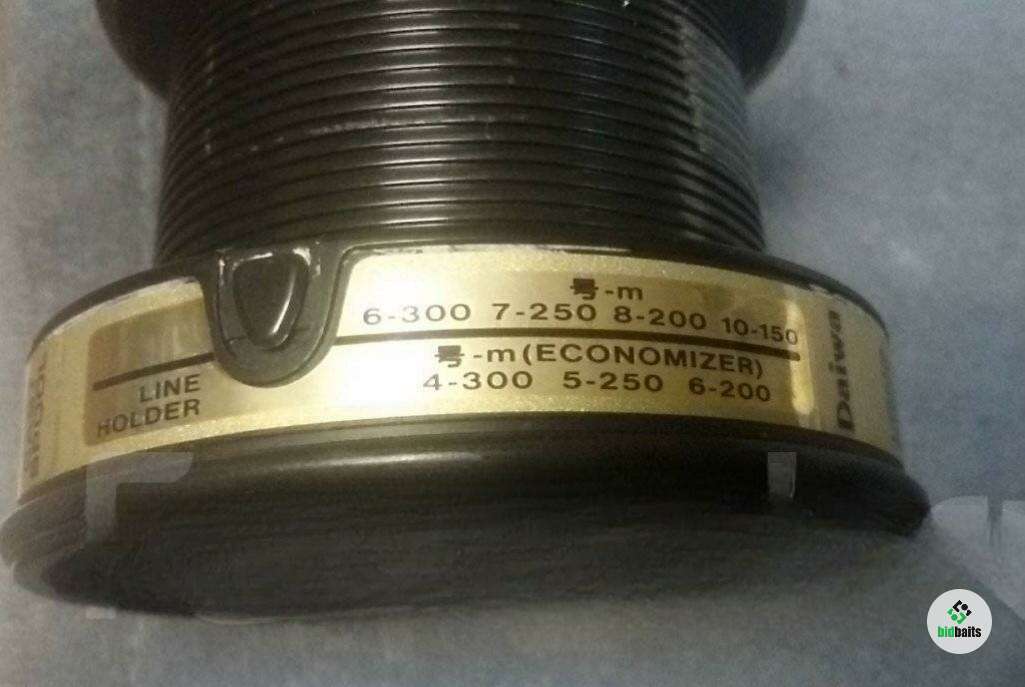 号-m
6-300 7-250 8-200 10-150
号-m(ECONOMIZER)
4-300 5-250 6-200
LINE
HOLDER
Daiwa
bidbaits